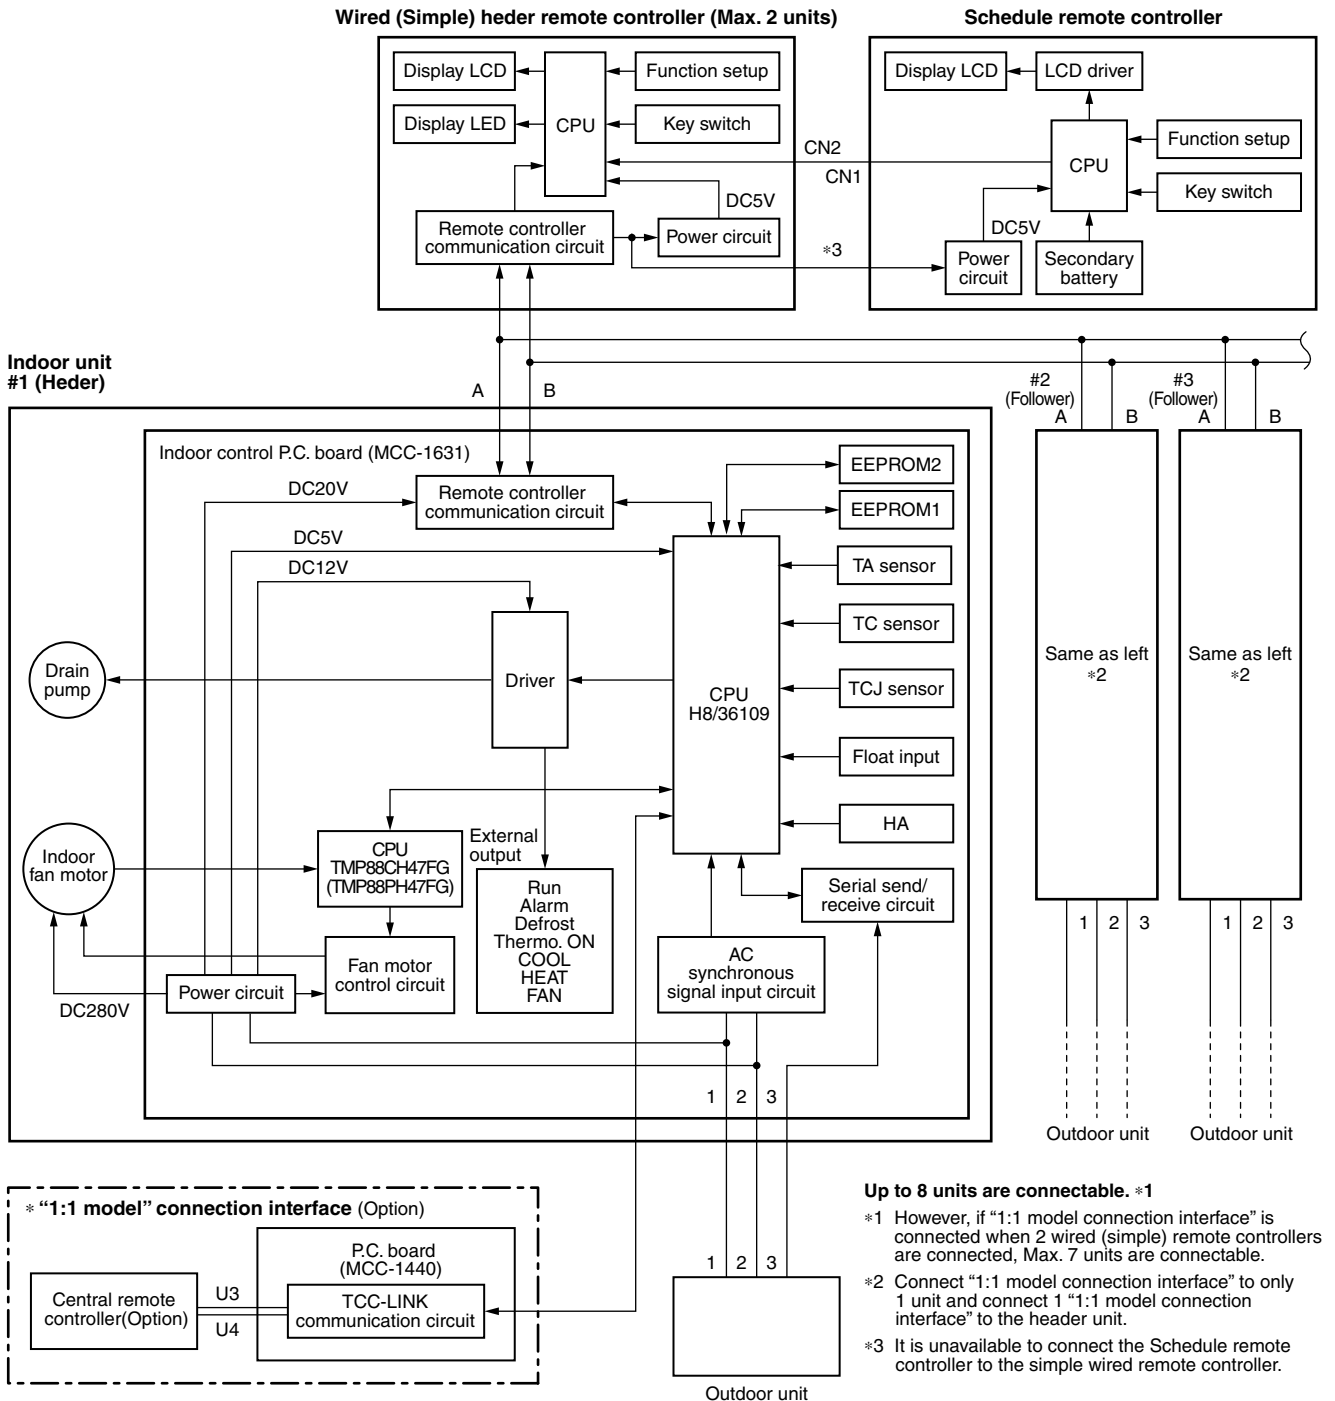 Wired (Simple) heder remote controller (Max. 2 units)
Schedule remote controller
Display LCD
Function setup
Display LED
CPU
Key switch
DC5V
Remote controller
communication circuit
Power circuit
Display LCD
LCD driver
Function setup
CPU
Key switch
CN2
CN1
DC5V
∗3
Power
circuit
Secondary
battery
Indoor unit
#1 (Heder)
A
B
#2
(Follower)
A
B
#3
(Follower)
A
B
Indoor control P.C. board (MCC-1631)
DC20V
Remote controller
communication circuit
EEPROM2
EEPROM1
DC5V
DC12V
TA sensor
TC sensor
Drain
pump
Driver
CPU
H8/36109
TCJ sensor
Float input
HA
Same as left
∗2
Same as left
∗2
Indoor
fan motor
CPU
TMP88CH47FG
(TMP88PH47FG)
External
output
Run
Alarm
Defrost
Thermo. ON
COOL
HEAT
FAN
Serial send/
receive circuit
AC
synchronous
signal input circuit
Fan motor
control circuit
Power circuit
DC280V
1
2
3
1
2
3
1
2
3
Outdoor unit
Outdoor unit
∗ “1:1 model” connection interface (Option)
P.C. board
(MCC-1440)
Central remote
controller(Option)
U3
U4
TCC-LINK
communication circuit
1
2
3
Outdoor unit
Up to 8 units are connectable. ∗1
∗1 However, if “1:1 model connection interface” is
connected when 2 wired (simple) remote controllers
are connected, Max. 7 units are connectable.
∗2 Connect “1:1 model connection interface” to only
1 unit and connect 1 “1:1 model connection
interface” to the header unit.
∗3 It is unavailable to connect the Schedule remote
controller to the simple wired remote controller.